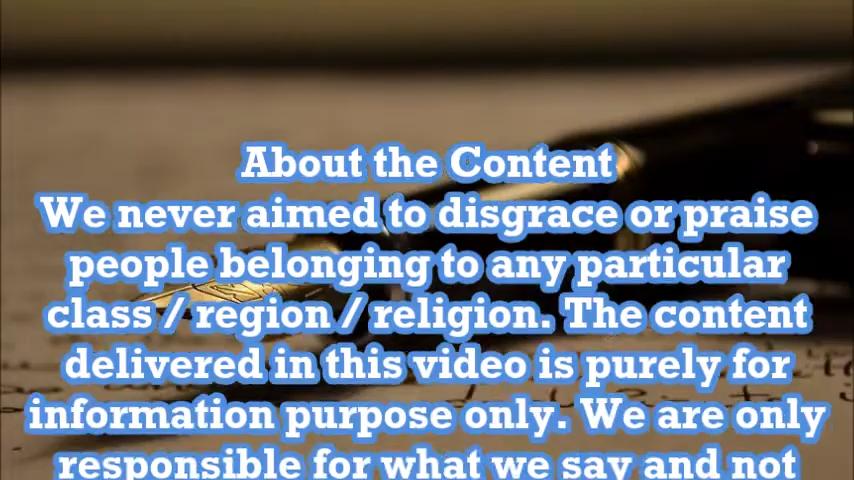 About the Content
We never aimed to disgrace or praise
people belonging to any particular
class / region / religion. The content
delivered in this video is purely for
information purpose only. We are only
responsible for what we say and not